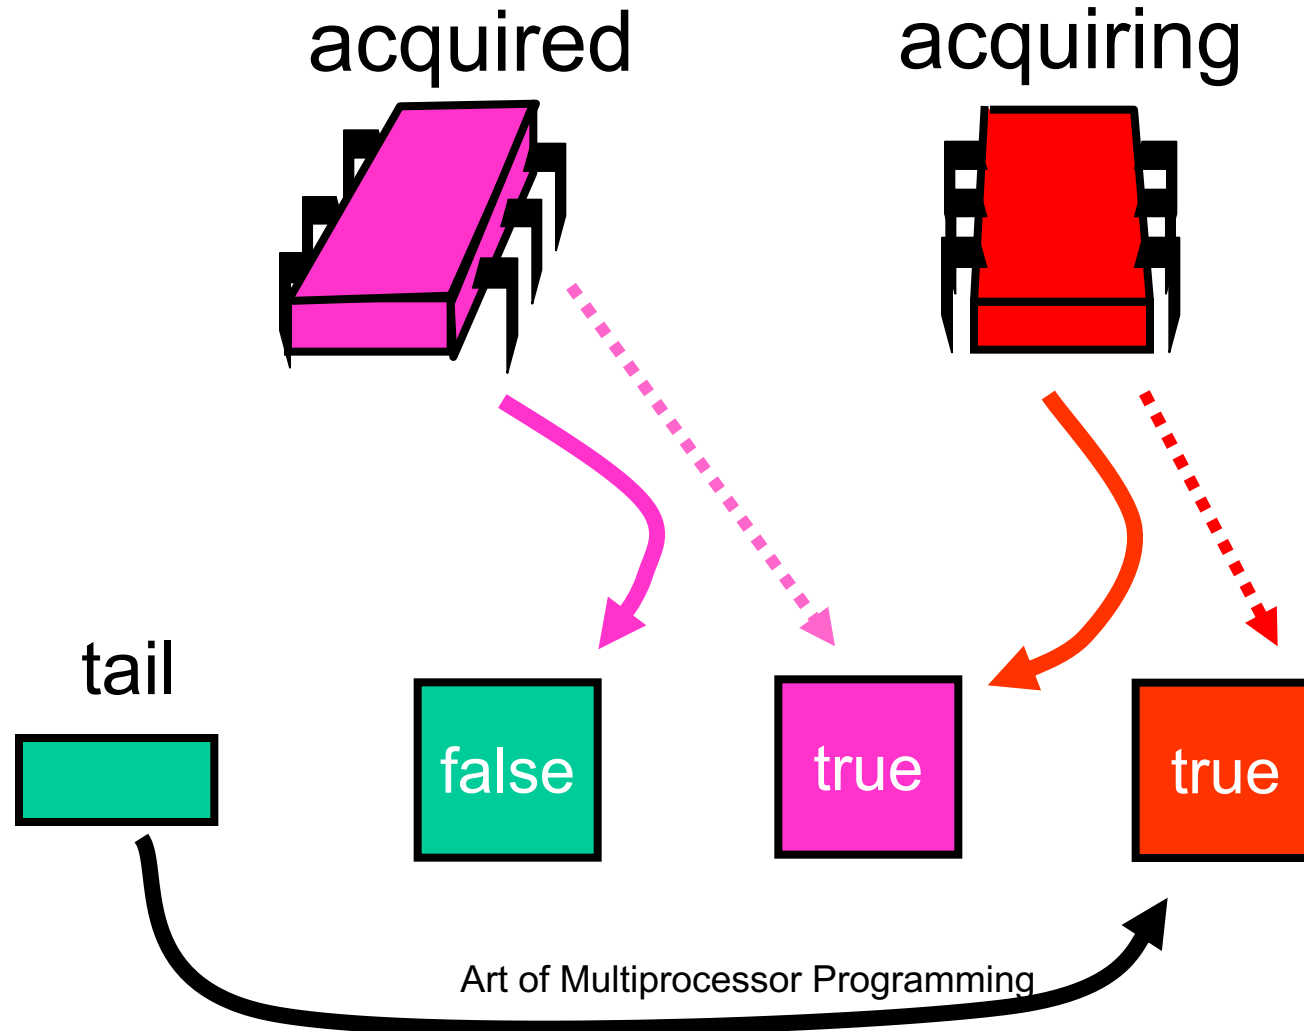 acquired
acquiring
tail
false
true
true
Art of Multiprocessor Programming